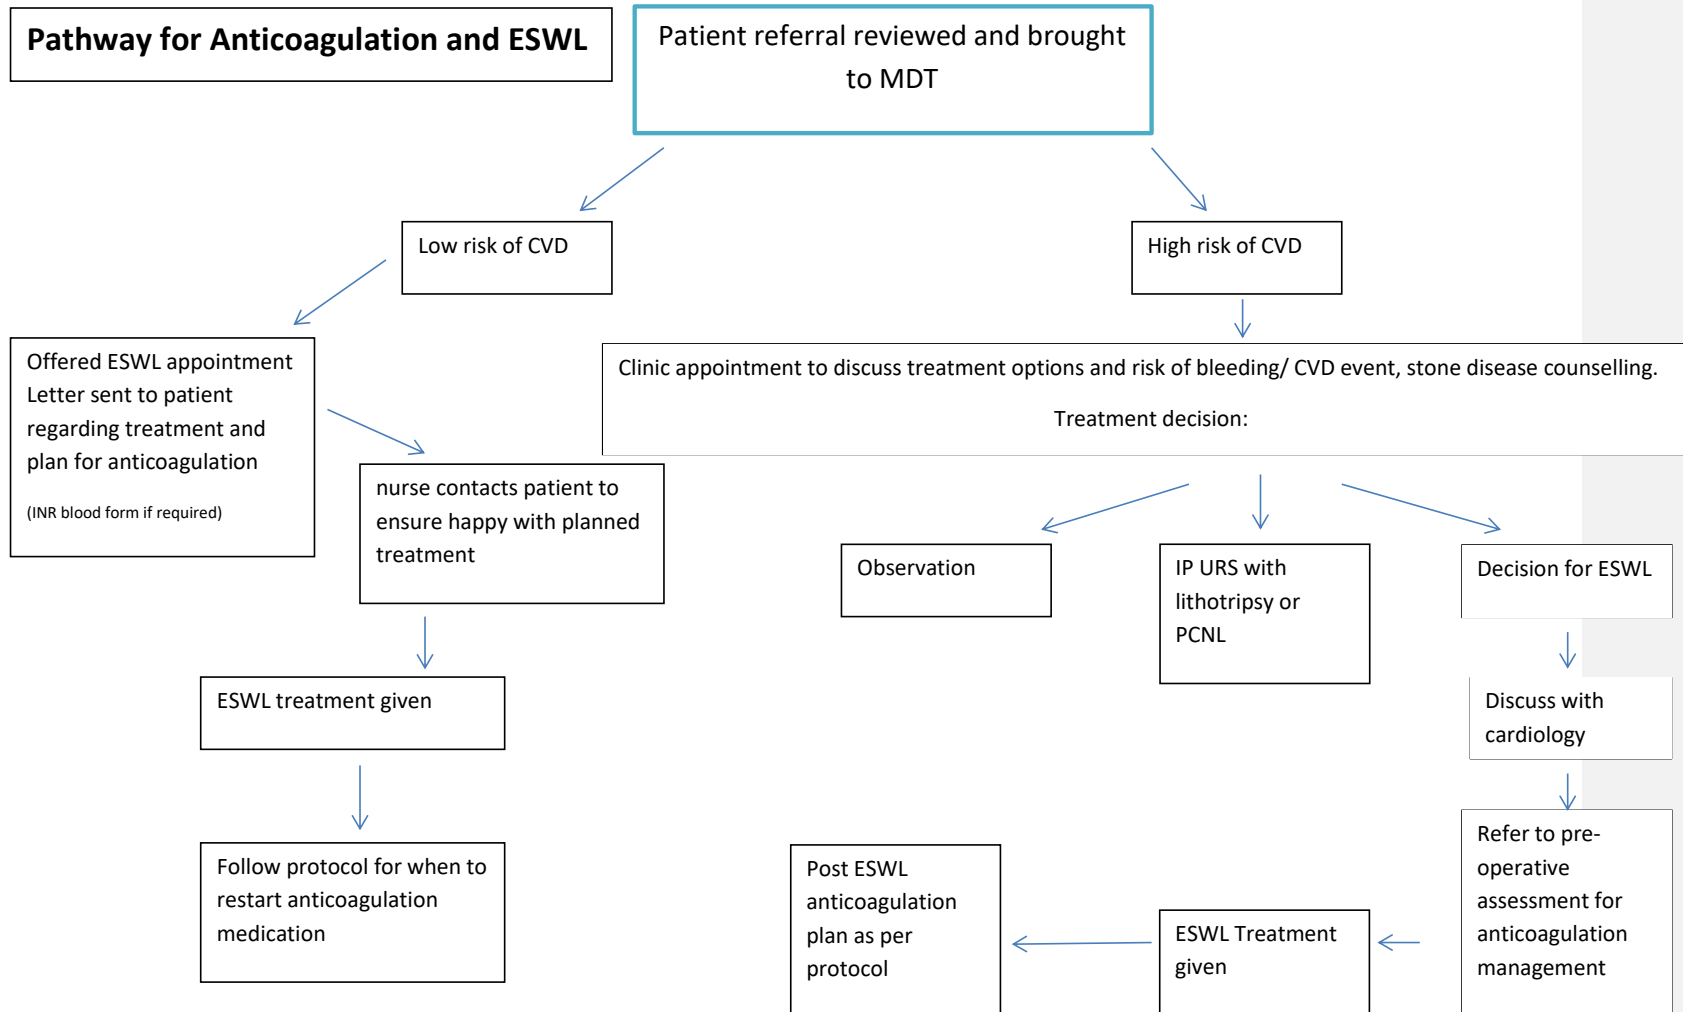 Pathway for Anticoagulation and ESWL
Patient referral reviewed and brought
to MDT
Low risk of CVD
High risk of CVD
Offered ESWL appointment
Letter sent to patient
regarding treatment and
plan for anticoagulation
(INR blood form if required)
Clinic appointment to discuss treatment options and risk of bleeding/ CVD event, stone disease counselling.
Treatment decision:
nurse contacts patient to
ensure happy with planned
treatment
Observation
IP URS with
lithotripsy or
PCNL
Decision for ESWL
ESWL treatment given
Discuss with
cardiology
Follow protocol for when to
restart anticoagulation
medication
Refer to pre-
operative
assessment for
anticoagulation
management
ESWL Treatment
given
Post ESWL
anticoagulation
plan as per
protocol